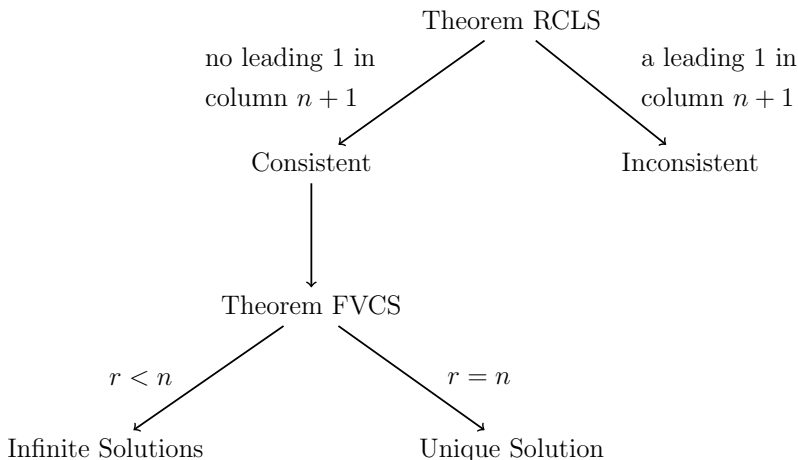 Theorem RCLS
no leading 1 in
column n + 1
a leading 1 in
column n + 1
Consistent
Inconsistent
Theorem FVCS
r < n
r = n
Infinite Solutions
Unique Solution